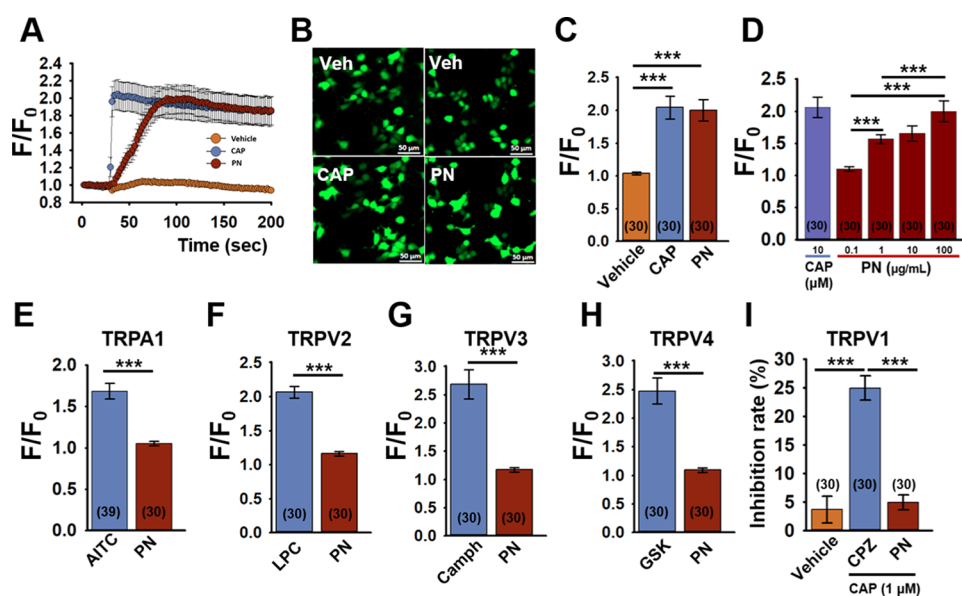 A
F/F0
2.4
2.2
2.0
1.8
1.6
1.4
1.2
1.0
0.8
0 50 100 150 200
Time (sec)
Vehicle
CAP
PN
B
Veh
Veh
50 µm
50 µm
CAP
PN
50 µm
50 µm
C
***
***
F/F0
2.5
2.0
1.5
1.0
0.5
0.0
(30) (30) (30)
Vehicle CAP PN
D
***
***
***
F/F0
2.5
2.0
1.5
1.0
0.5
0.0
(30) (30) (30) (30) (30)
10 0.1 1 10 100
CAP PN (µg/mL)
(µM)
E
TRPA1
***
F/F0
2.0
1.5
1.0
0.5
0.0
(39) (30)
AITC PN
F
TRPV2
***
F/F0
2.5
2.0
1.5
1.0
0.5
0.0
(30) (30)
LPC PN
G
TRPV3
***
F/F0
3.0
2.5
2.0
1.5
1.0
0.5
0.0
(30) (30)
Camph PN
H
TRPV4
***
F/F0
2.5
2.0
1.5
1.0
0.5
0.0
(30) (30)
GSK PN
I
TRPV1
*** ***
Inhibition rate (%)
25
20
15
10
5
0
(30) (30) (30)
Vehicle CPZ PN
CAP (1 µM)